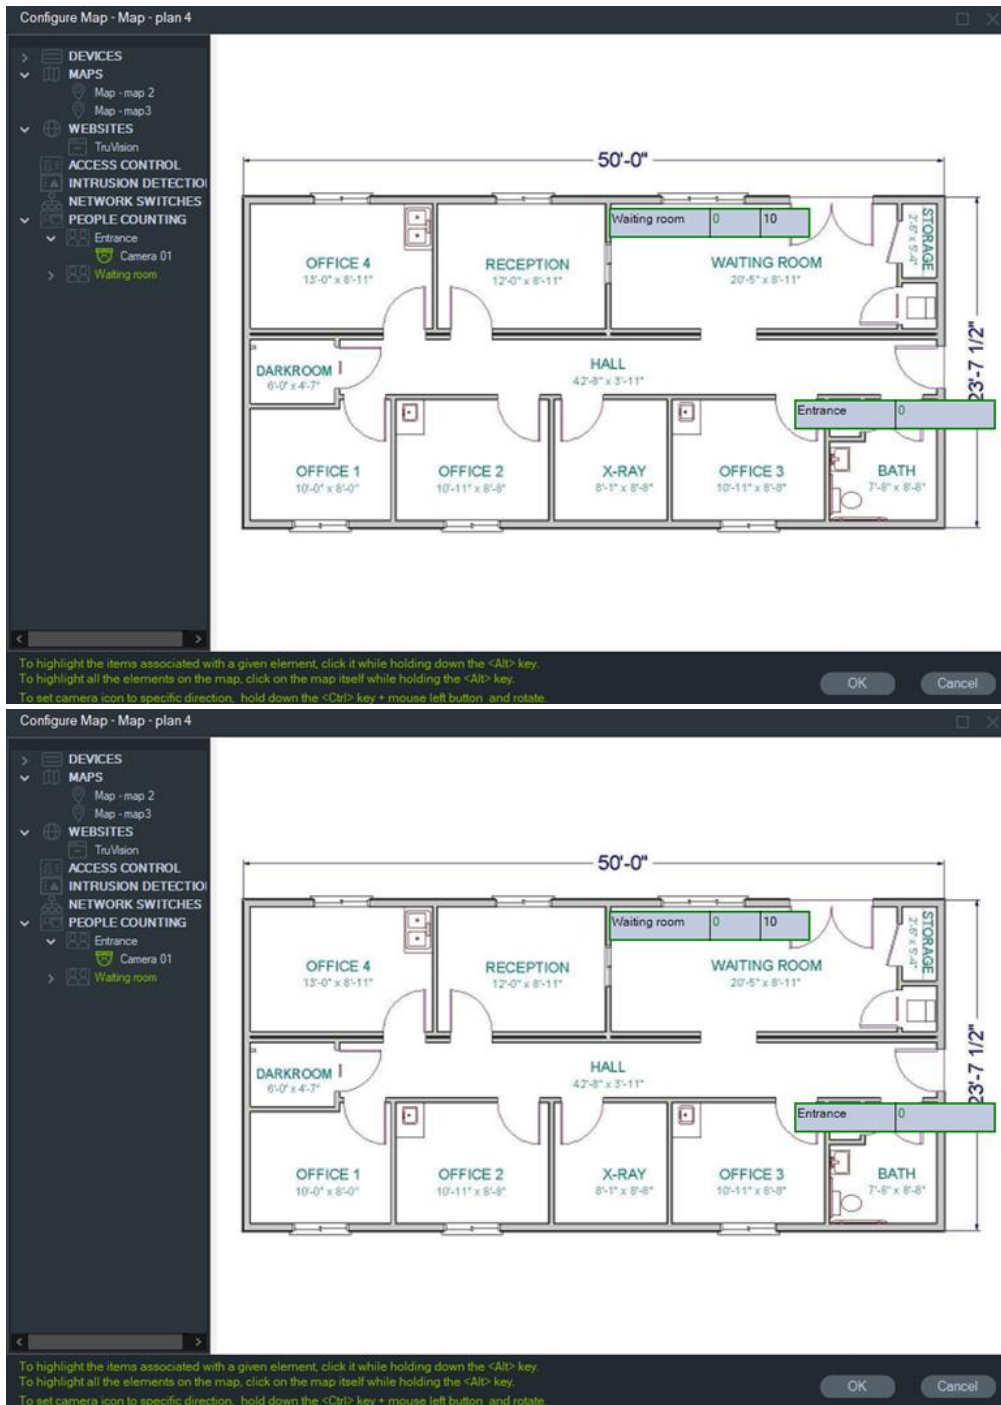 Configure Map - Map - plan 4
DEVICES
MAPS
Map - map 2
Map - map3
WEBSITES
TruVision
ACCESS CONTROL
INTRUSION DETECTIO
NETWORK SWITCHES
PEOPLE COUNTING
Entrance
Camera 01
Waiting room
50'-0"
Waiting room 0 10
OFFICE 4
13'-0" x 8'-11"
RECEPTION
12'-0" x 8'-11"
WAITING ROOM
20'-5" x 8'-11"
STORAGE
2'-6" x 5'-4"
DARKROOM
6'-0" x 4'-7"
HALL
42'-8" x 3'-11"
23'-7 1/2"
Entrance 0
OFFICE 1
10'-0" x 8'-0"
OFFICE 2
10'-11" x 8'-8"
X-RAY
8'-1" x 8'-8"
OFFICE 3
10'-11" x 8'-8"
BATH
7'-8" x 8'-8"
To highlight the items associated with a given element, click it while holding down the <Alt> key.
To highlight all the elements on the map, click on the map itself while holding the <Alt> key.
To set camera icon to specific direction, hold down the <Ctrl> key + mouse left button and rotate.
OK
Cancel
Configure Map - Map - plan 4
DEVICES
MAPS
Map - map 2
Map - map3
WEBSITES
TruVision
ACCESS CONTROL
INTRUSION DETECTIO
NETWORK SWITCHES
PEOPLE COUNTING
Entrance
Camera 01
Waiting room
50'-0"
Waiting room 0 10
OFFICE 4
13'-0" x 8'-11"
RECEPTION
12'-0" x 8'-11"
WAITING ROOM
20'-5" x 8'-11"
STORAGE
2'-6" x 5'-4"
DARKROOM
6'-0" x 4'-7"
HALL
42'-8" x 3'-11"
23'-7 1/2"
Entrance 0
OFFICE 1
10'-0" x 8'-0"
OFFICE 2
10'-11" x 8'-8"
X-RAY
8'-1" x 8'-8"
OFFICE 3
10'-11" x 8'-8"
BATH
7'-8" x 8'-8"
To highlight the items associated with a given element, click it while holding down the <Alt> key.
To highlight all the elements on the map, click on the map itself while holding the <Alt> key.
To set camera icon to specific direction, hold down the <Ctrl> key + mouse left button and rotate.
OK
Cancel